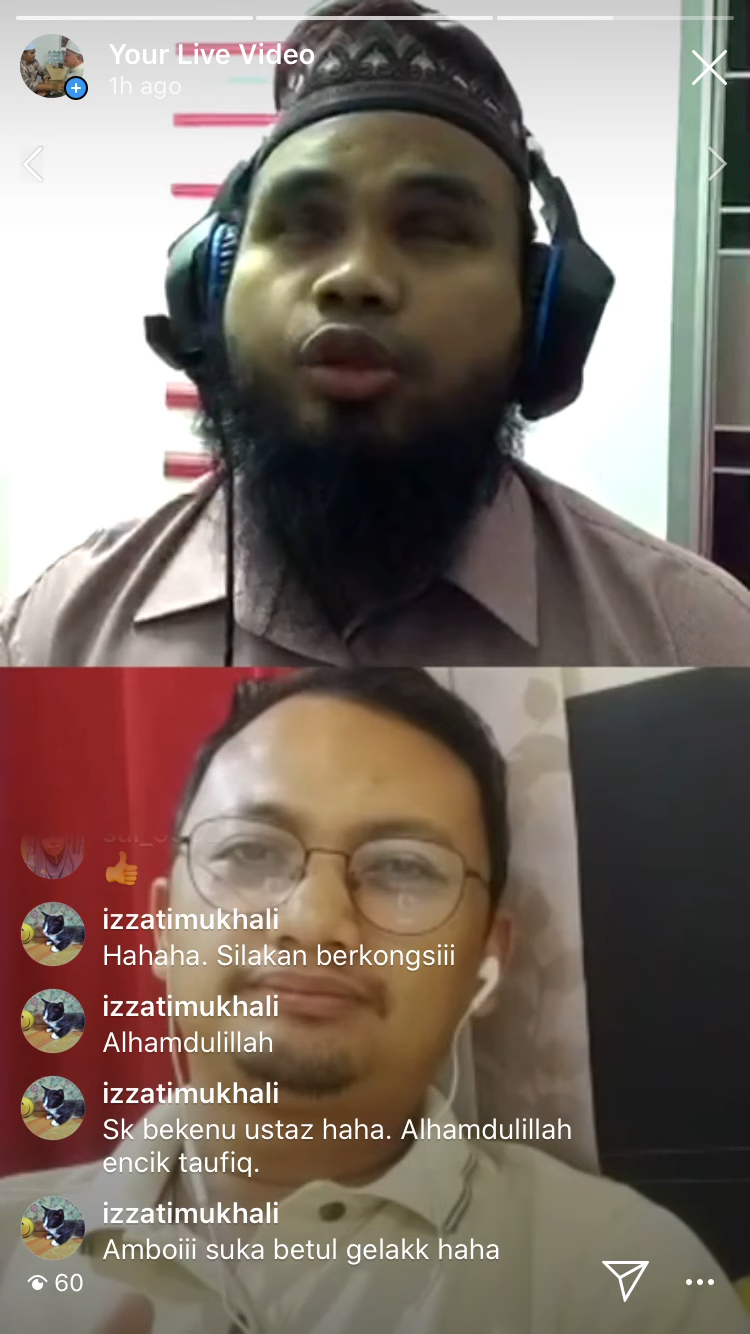 Your Live Video
1h ago
izzatimukhali
Hahaha. Silakan berkongsiii
izzatimukhali
Alhamdulillah
izzatimukhali
Sk bekenu ustaz haha. Alhamdulillah
encik taufiq.
izzatimukhali
Amboiii suka betul gelakk haha
60